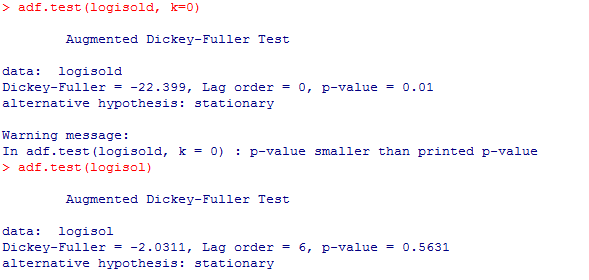 > adf.test(logisold, k=0)
Augmented Dickey-Fuller Test
data:  logisold
Dickey-Fuller = -22.399, Lag order = 0, p-value = 0.01
alternative hypothesis: stationary
Warning message:
In adf.test(logisold, k = 0) : p-value smaller than printed p-value
> adf.test(logisol)
Augmented Dickey-Fuller Test
data:  logisol
Dickey-Fuller = -2.0311, Lag order = 6, p-value = 0.5631
alternative hypothesis: stationary